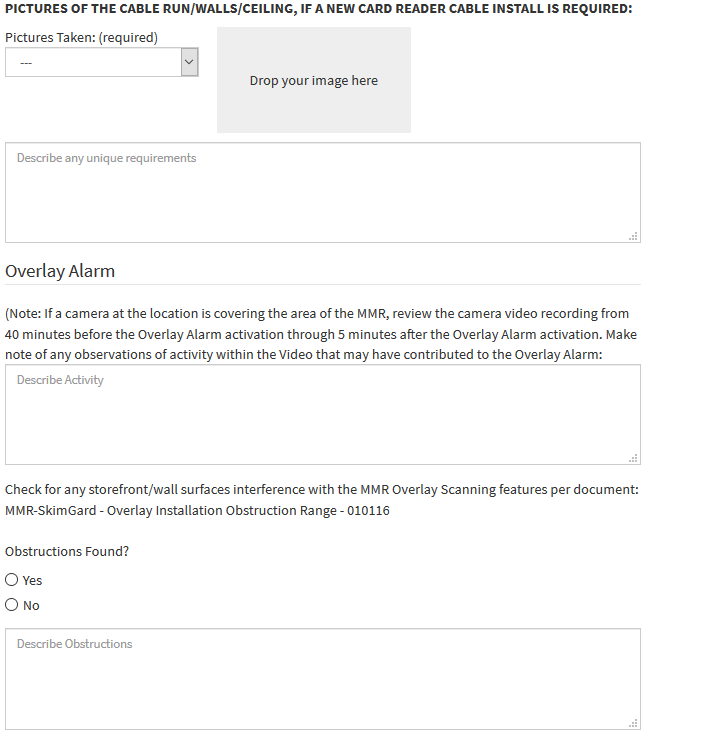 PICTURES OF THE CABLE RUN/WALLS/CEILING, IF A NEW CARD READER CABLE INSTALL IS REQUIRED:
Pictures Taken: (required)
---
Drop your image here
Describe any unique requirements
Overlay Alarm
(Note: If a camera at the location is covering the area of the MMR, review the camera video recording from
40 minutes before the Overlay Alarm activation through 5 minutes after the Overlay Alarm activation. Make
note of any observations of activity within the Video that may have contributed to the Overlay Alarm:
Describe Activity
Check for any storefront/wall surfaces interference with the MMR Overlay Scanning features per document:
MMR-SkimGard - Overlay Installation Obstruction Range - 010116
Obstructions Found?
Yes
No
Describe Obstructions